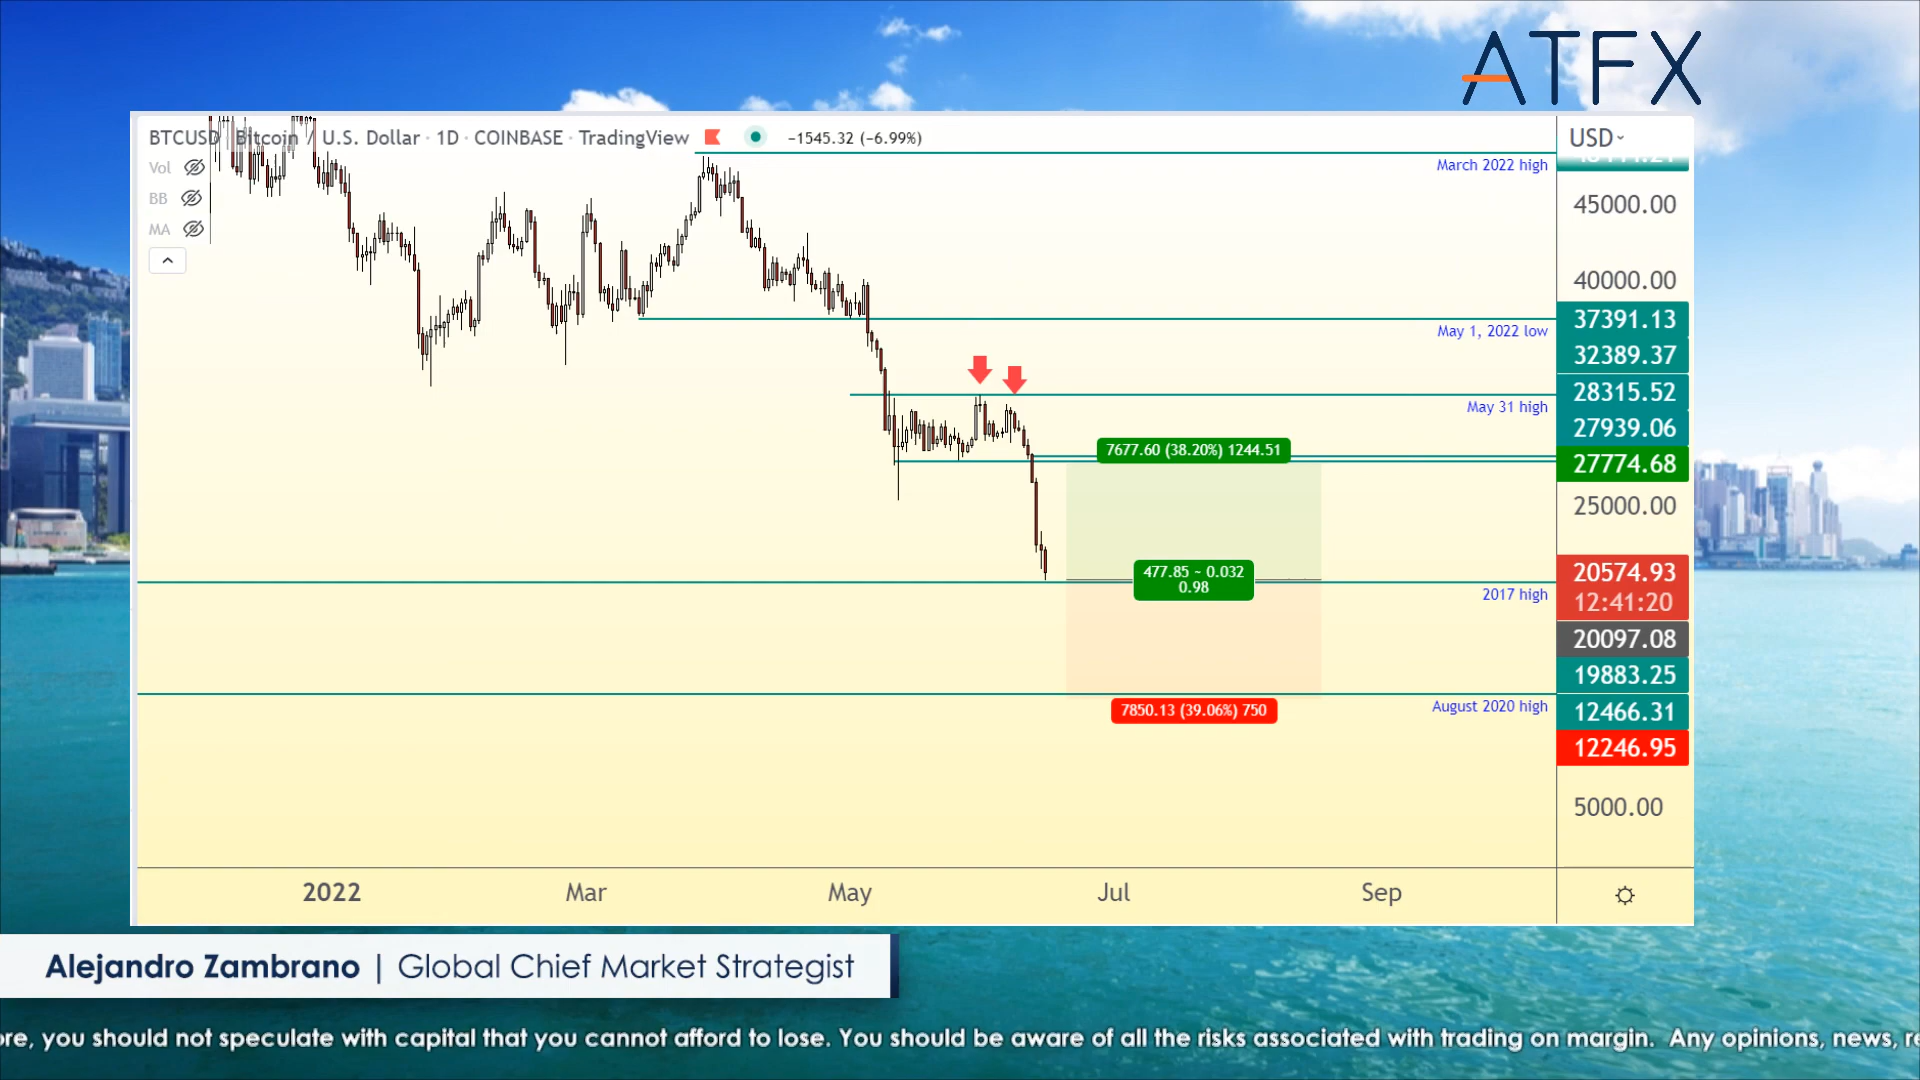 ATFX
BTCUSD · Bitcoin / U.S. Dollar · 1D · COINBASE · TradingView −1545.32 (−6.99%)
Vol
BB
MA
USD
March 2022 high
45000.00
40000.00
37391.13
May 1, 2022 low
32389.37
28315.52
May 31 high
27939.06
7677.60 (38.20%) 1244.51
27774.68
25000.00
477.85 ~ 0.032
0.98
20574.93
2017 high
12:41:20
20097.08
19883.25
August 2020 high
7850.13 (39.06%) 750
12466.31
12246.95
5000.00
2022 Mar May Jul Sep
Alejandro Zambrano | Global Chief Market Strategist
ore, you should not speculate with capital that you cannot afford to lose. You should be aware of all the risks associated with trading on margin. Any opinions, news, re